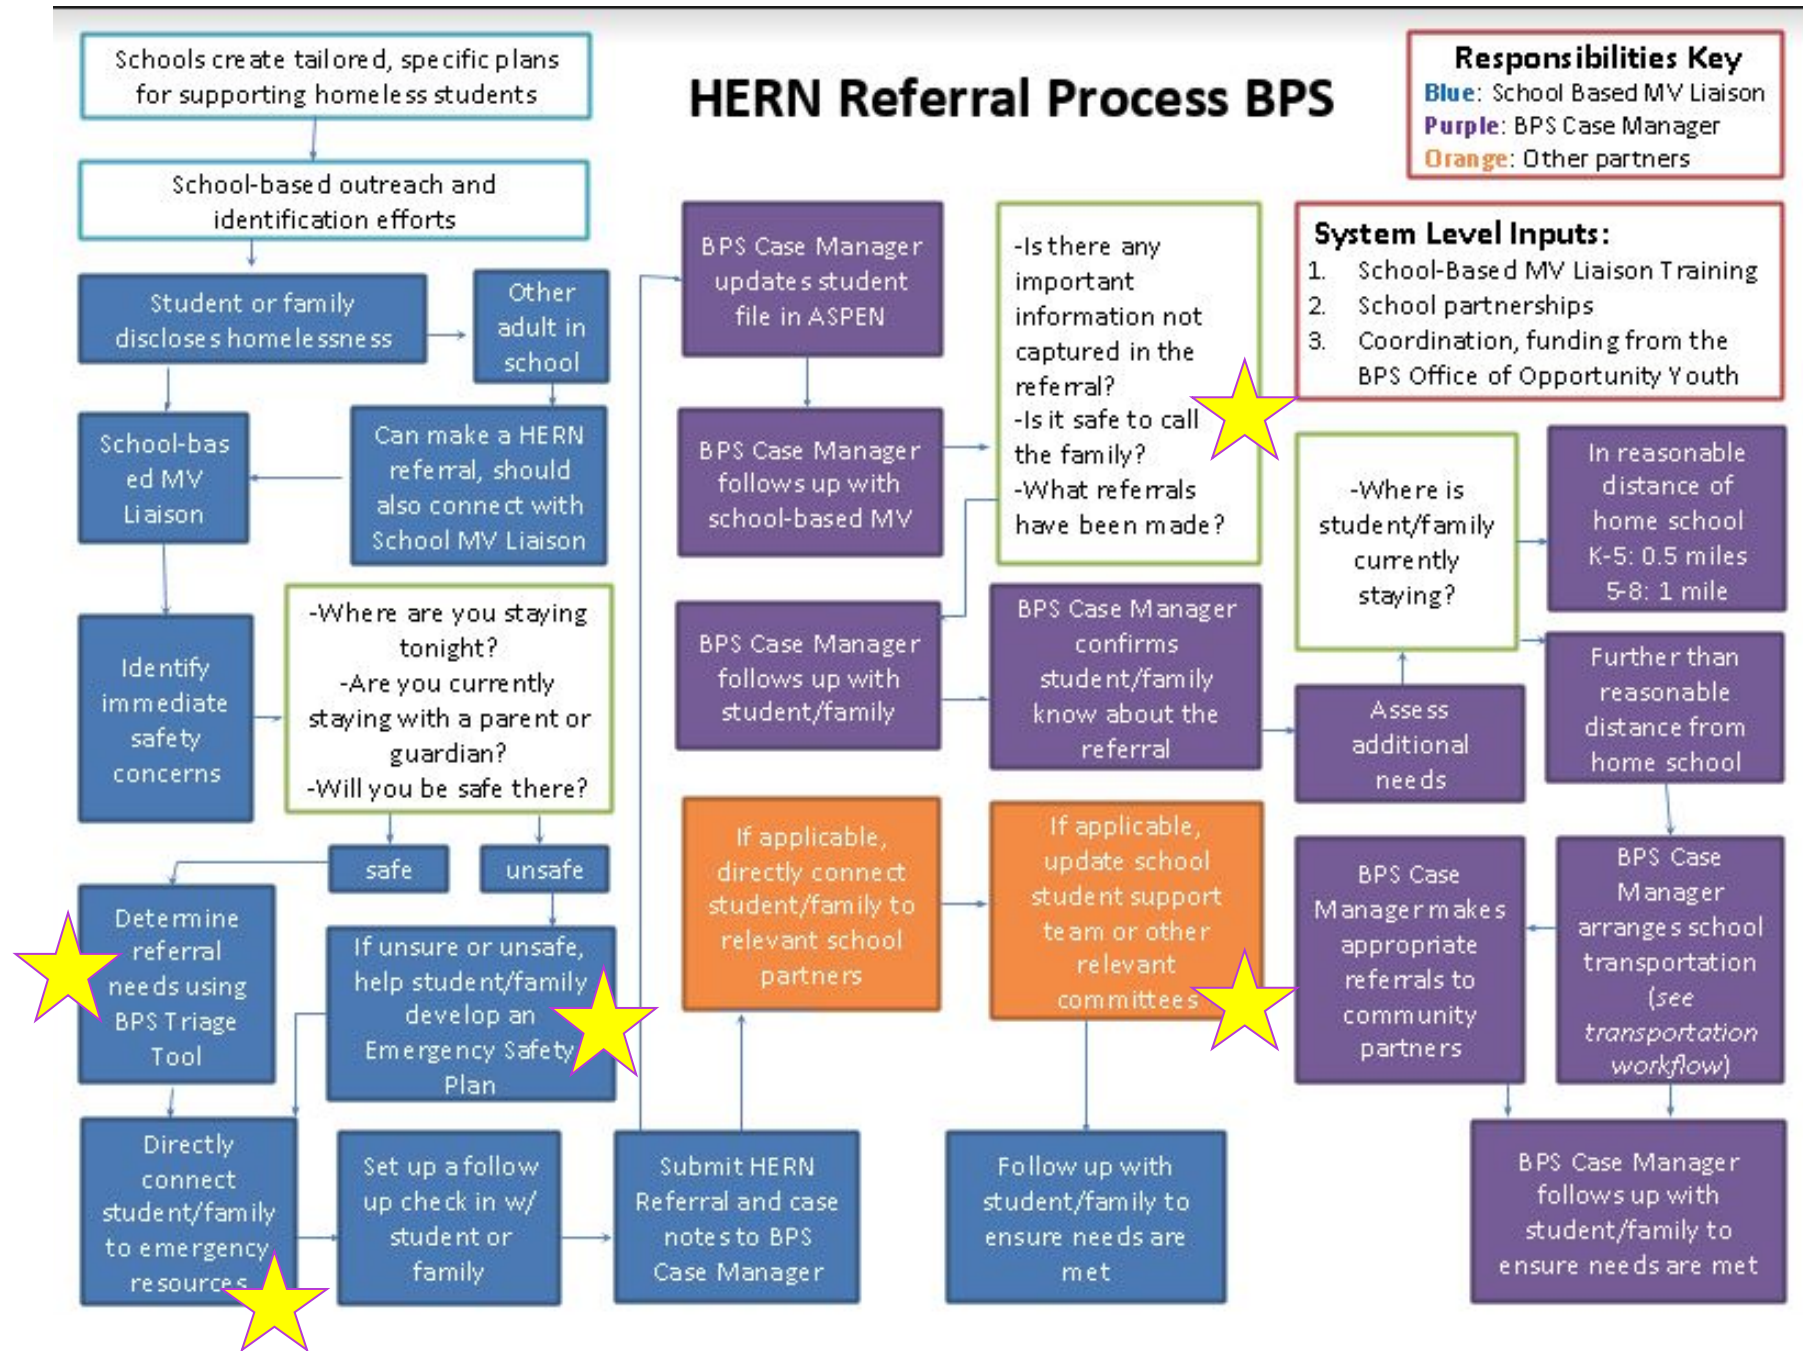 Schools create tailored, specific plans
for supporting homeless students
HERN Referral Process BPS
Responsibilities Key
Blue: School Based MV Liaison
Purple: BPS Case Manager
Orange: Other partners
School-based outreach and
identification efforts
System Level Inputs:
1. School-Based MV Liaison Training
2. School partnerships
3. Coordination, funding from the
BPS Office of Opportunity Youth
Student or family
discloses homelessness
Other
adult in
school
School-bas
ed MV
Liaison
Can make a HERN
referral, should
also connect with
School MV Liaison
Identify
immediate
safety
concerns
-Where are you staying
tonight?
-Are you currently
staying with a parent or
guardian?
-Will you be safe there?
safe
unsafe
Determine
referral
needs using
BPS Triage
Tool
If unsure or unsafe,
help student/family
develop an
Emergency Safety
Plan
Directly
connect
student/family
to emergency
resources
Set up a follow
up check in w/
student or
family
Submit HERN
Referral and case
notes to BPS
Case Manager
BPS Case Manager
updates student
file in ASPEN
BPS Case Manager
follows up with
school-based MV
-Is there any
important
information not
captured in the
referral?
-Is it safe to call
the family?
-What referrals
have been made?
BPS Case Manager
follows up with
student/family
BPS Case Manager
confirms
student/family
know about the
referral
Assess
additional
needs
-Where is
student/family
currently
staying?
In reasonable
distance of
home school
K-5: 0.5 miles
5-8: 1 mile
Further than
reasonable
distance from
home school
If applicable,
directly connect
student/family to
relevant school
partners
If applicable,
update school
student support
team or other
relevant
committees
BPS Case
Manager makes
appropriate
referrals to
community
partners
BPS Case
Manager
arranges school
transportation
(see
transportation
workflow)
Follow up with
student/family to
ensure needs are
met
BPS Case Manager
follows up with
student/family to
ensure needs are met